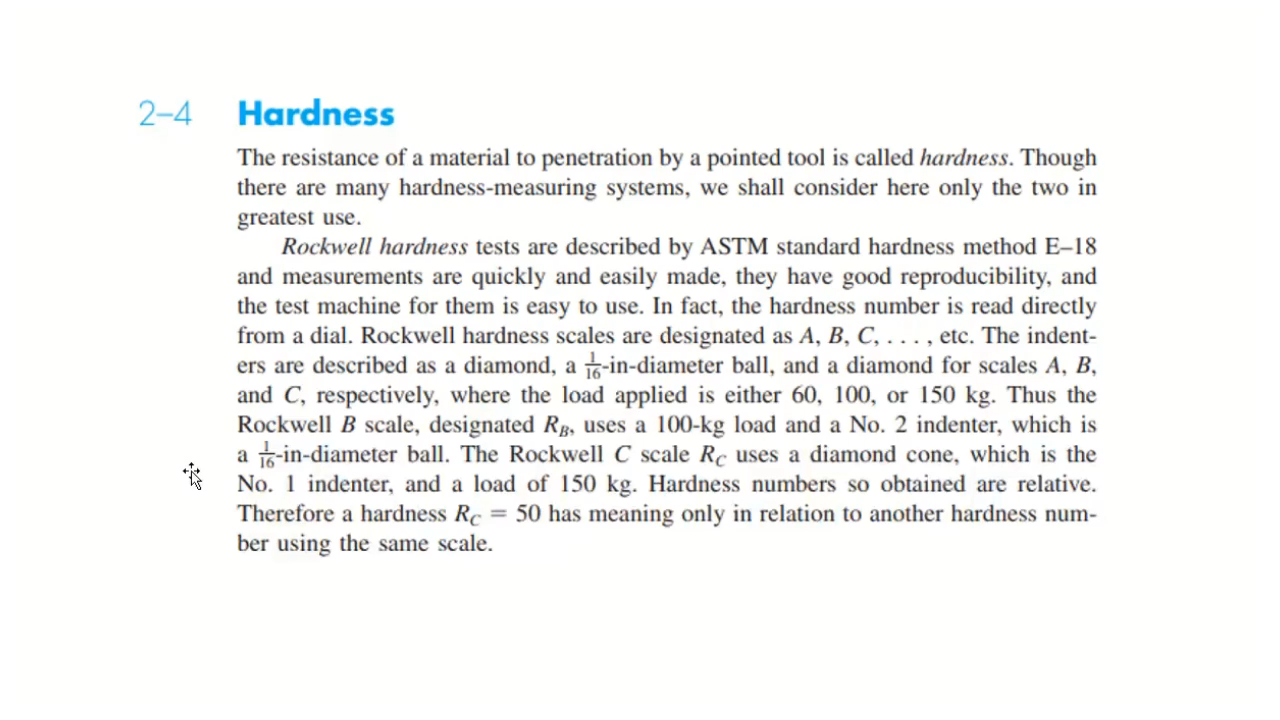 2–4 Hardness
The resistance of a material to penetration by a pointed tool is called hardness. Though
there are many hardness-measuring systems, we shall consider here only the two in
greatest use.
Rockwell hardness tests are described by ASTM standard hardness method E–18
and measurements are quickly and easily made, they have good reproducibility, and
the test machine for them is easy to use. In fact, the hardness number is read directly
from a dial. Rockwell hardness scales are designated as A, B, C, . . . , etc. The indent-
ers are described as a diamond, a 1/16-in-diameter ball, and a diamond for scales A, B,
and C, respectively, where the load applied is either 60, 100, or 150 kg. Thus the
Rockwell B scale, designated R_B, uses a 100-kg load and a No. 2 indenter, which is
a 1/16-in-diameter ball. The Rockwell C scale R_C uses a diamond cone, which is the
No. 1 indenter, and a load of 150 kg. Hardness numbers so obtained are relative.
Therefore a hardness R_C = 50 has meaning only in relation to another hardness num-
ber using the same scale.